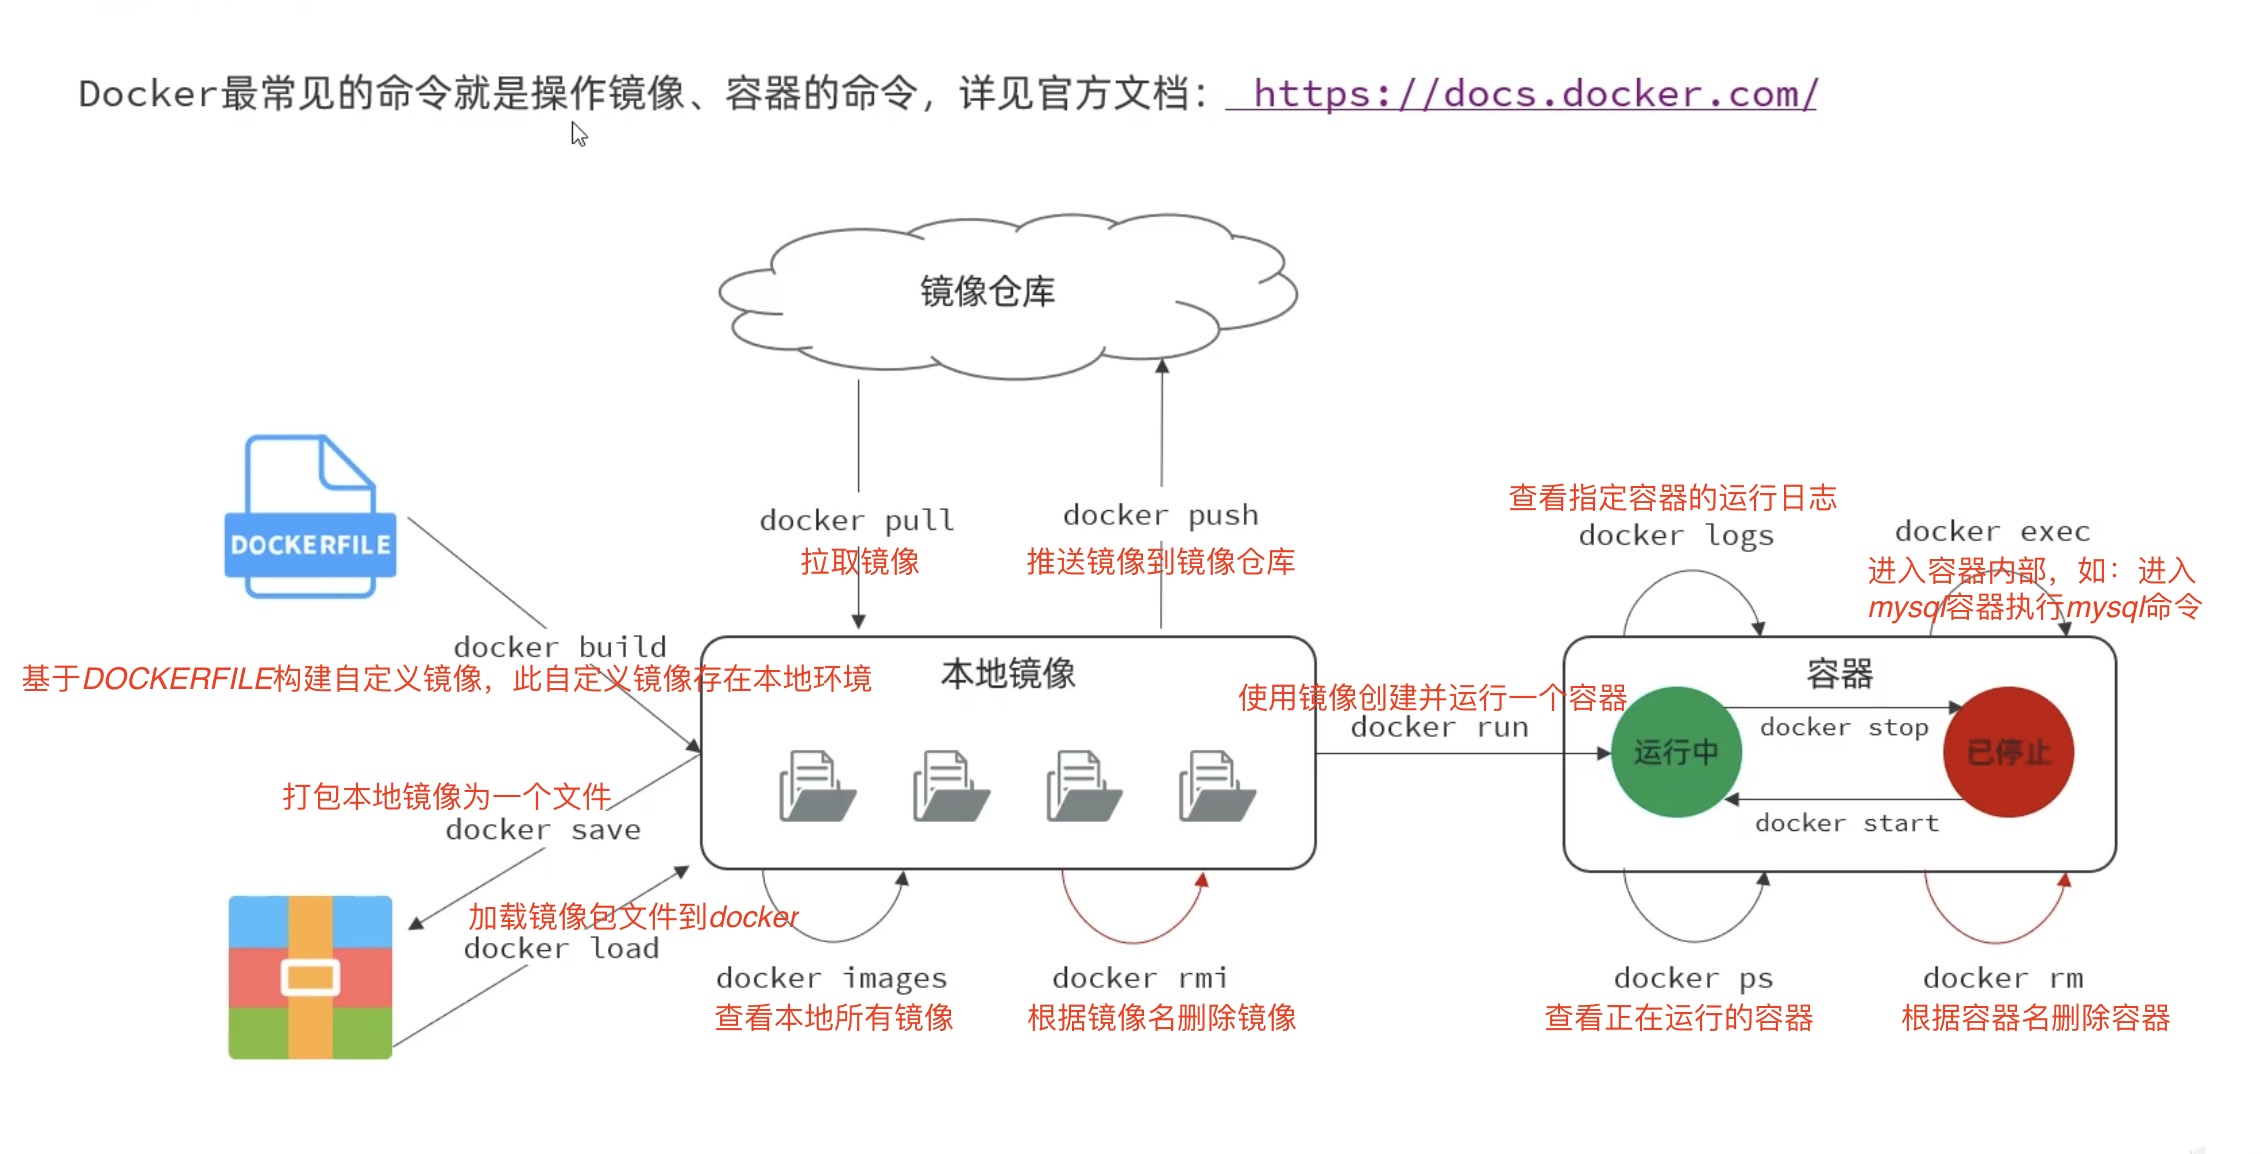 Docker最常见的命令就是操作镜像、容器的命令，详见官方文档： https://docs.docker.com/
镜像仓库
DOCKERFILE
docker pull
拉取镜像
docker push
推送镜像到镜像仓库
查看指定容器的运行日志
docker logs
docker exec
进入容器内部，如：进入
mysql容器执行mysql命令
docker build
基于DOCKERFILE构建自定义镜像，此自定义镜像存在本地环境
本地镜像
使用镜像创建并运行一个容器
docker run
容器
运行中
docker stop
已停止
docker start
打包本地镜像为一个文件
docker save
加载镜像包文件到docker
docker load
docker images
查看本地所有镜像
docker rmi
根据镜像名删除镜像
docker ps
查看正在运行的容器
docker rm
根据容器名删除容器